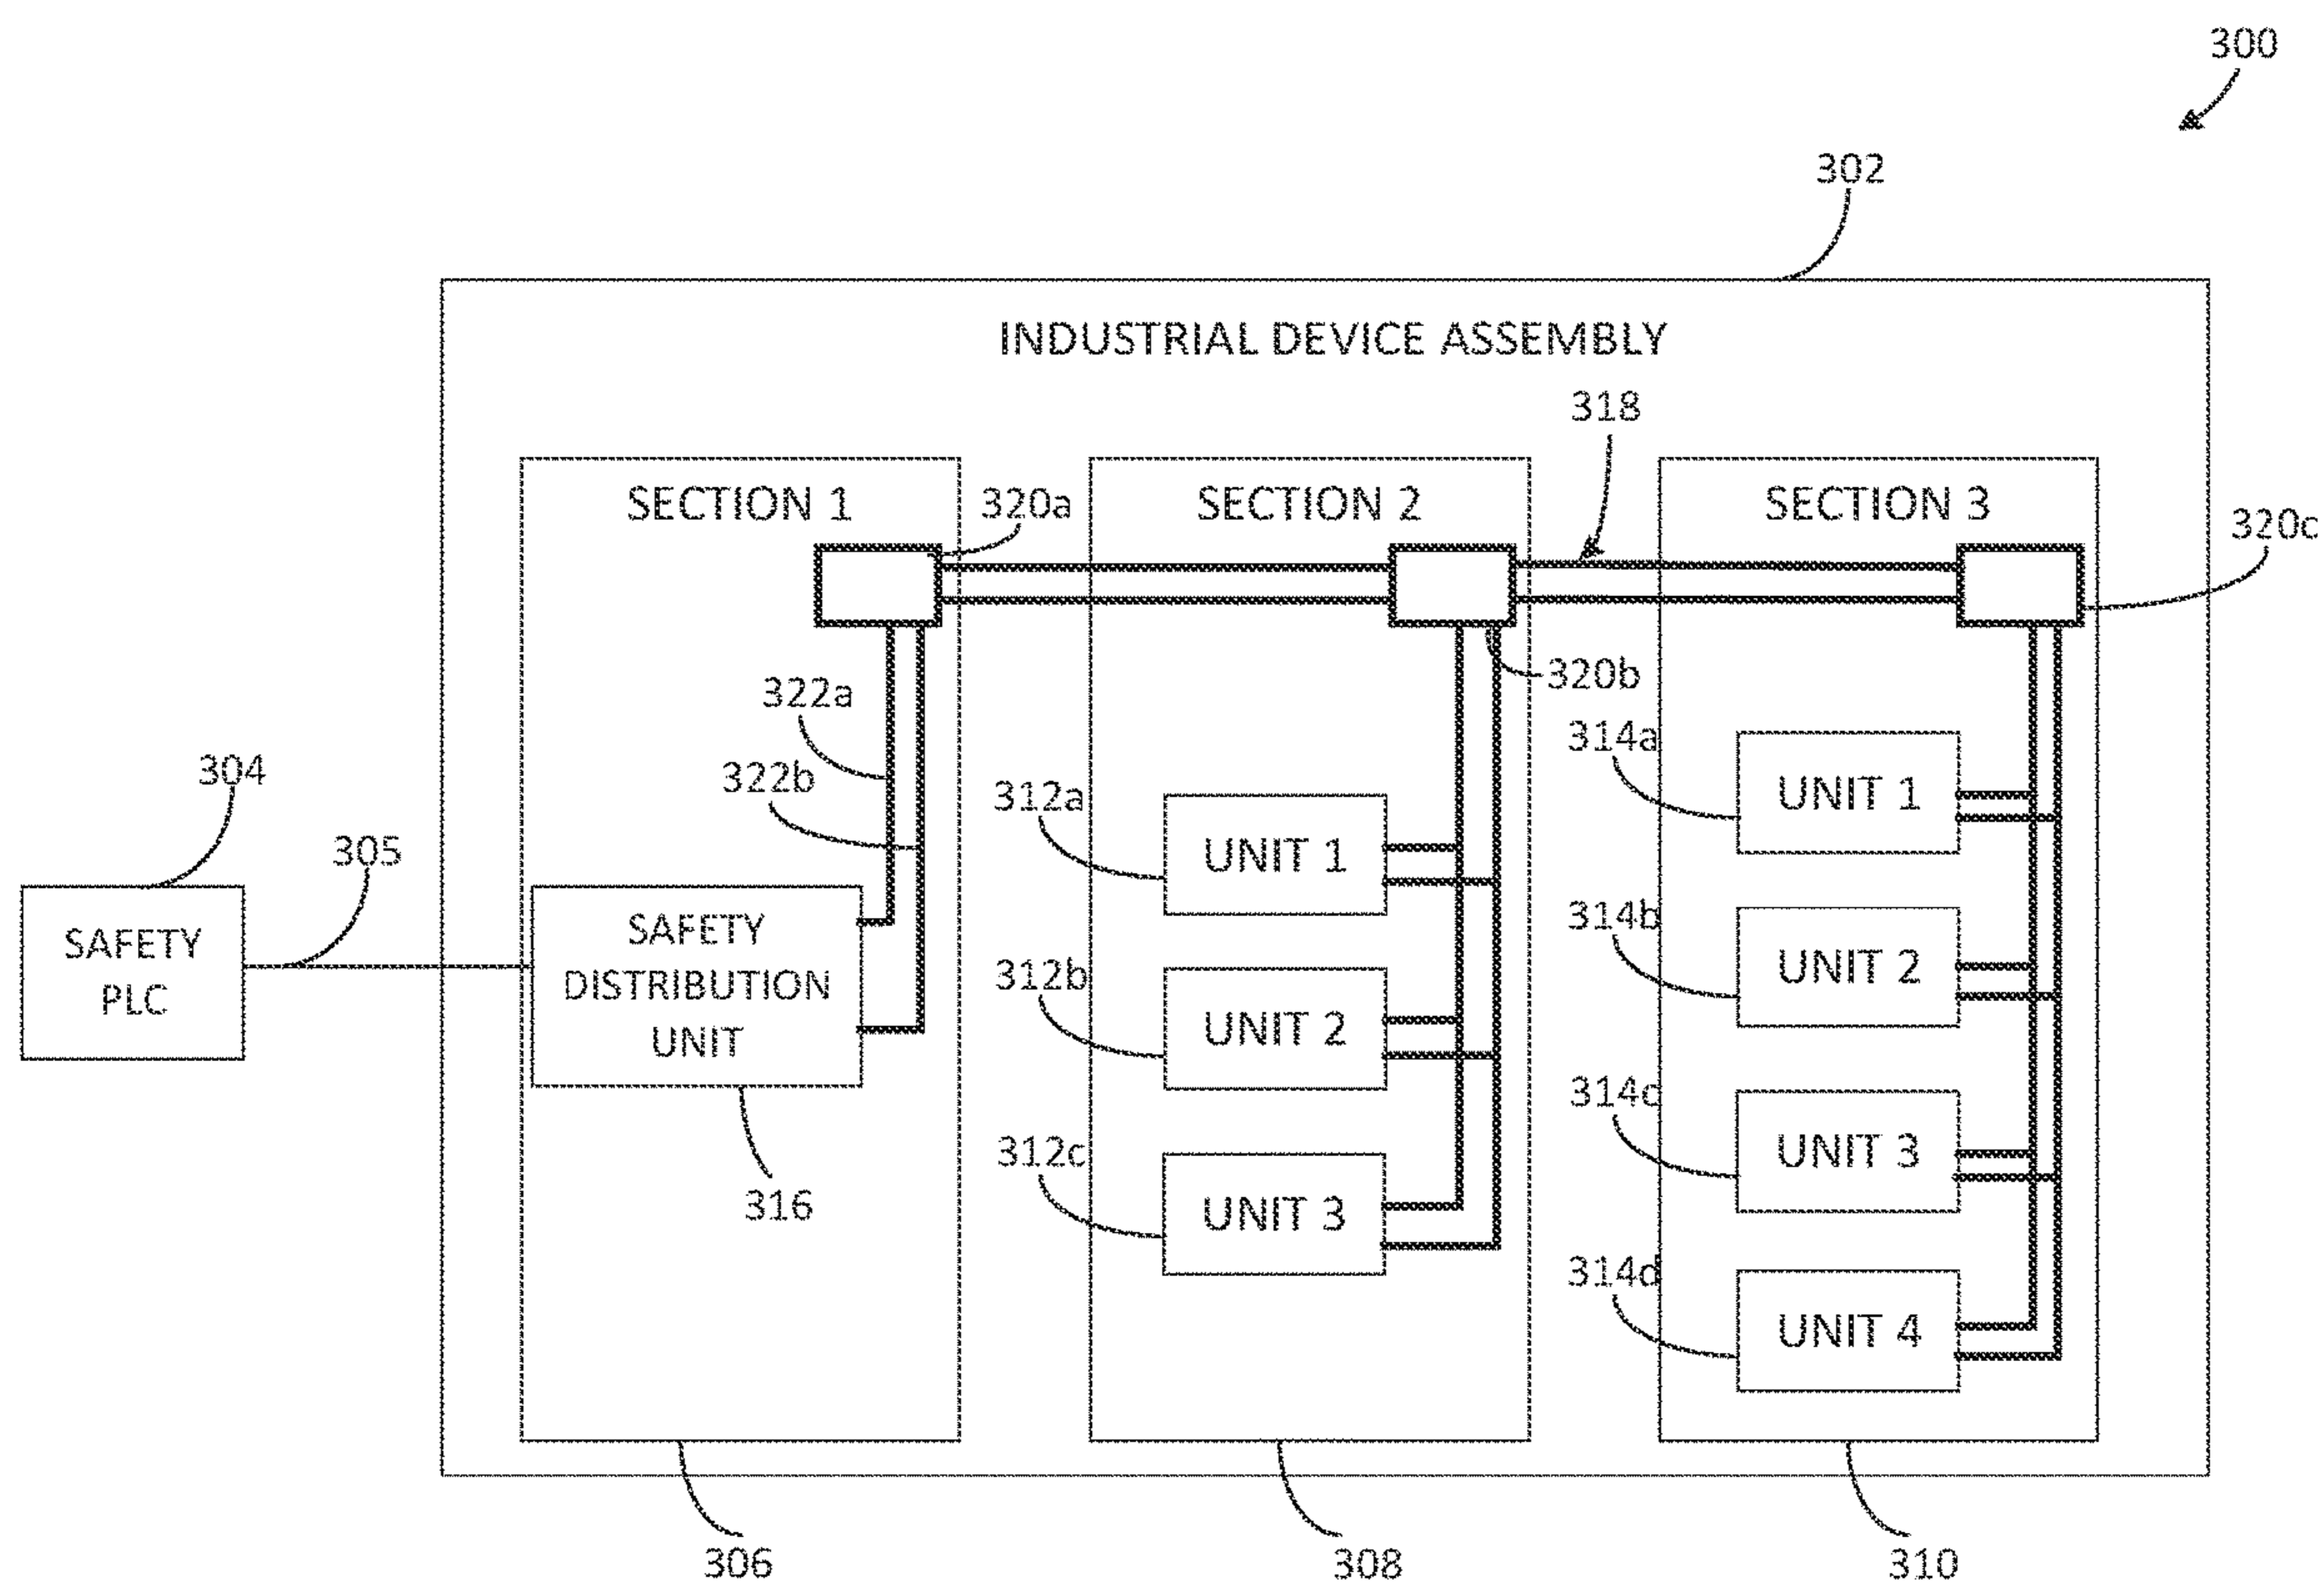 300
302
INDUSTRIAL DEVICE ASSEMBLY
318
SECTION 1
320a
SECTION 2
SECTION 3
320c
322a
320b
322b
314a
UNIT 1
304
312a
UNIT 1
305
SAFETY
PLC
SAFETY
DISTRIBUTION
UNIT
314b
UNIT 2
312b
UNIT 2
314c
UNIT 3
312c
UNIT 3
316
314d
UNIT 4
306
308
310